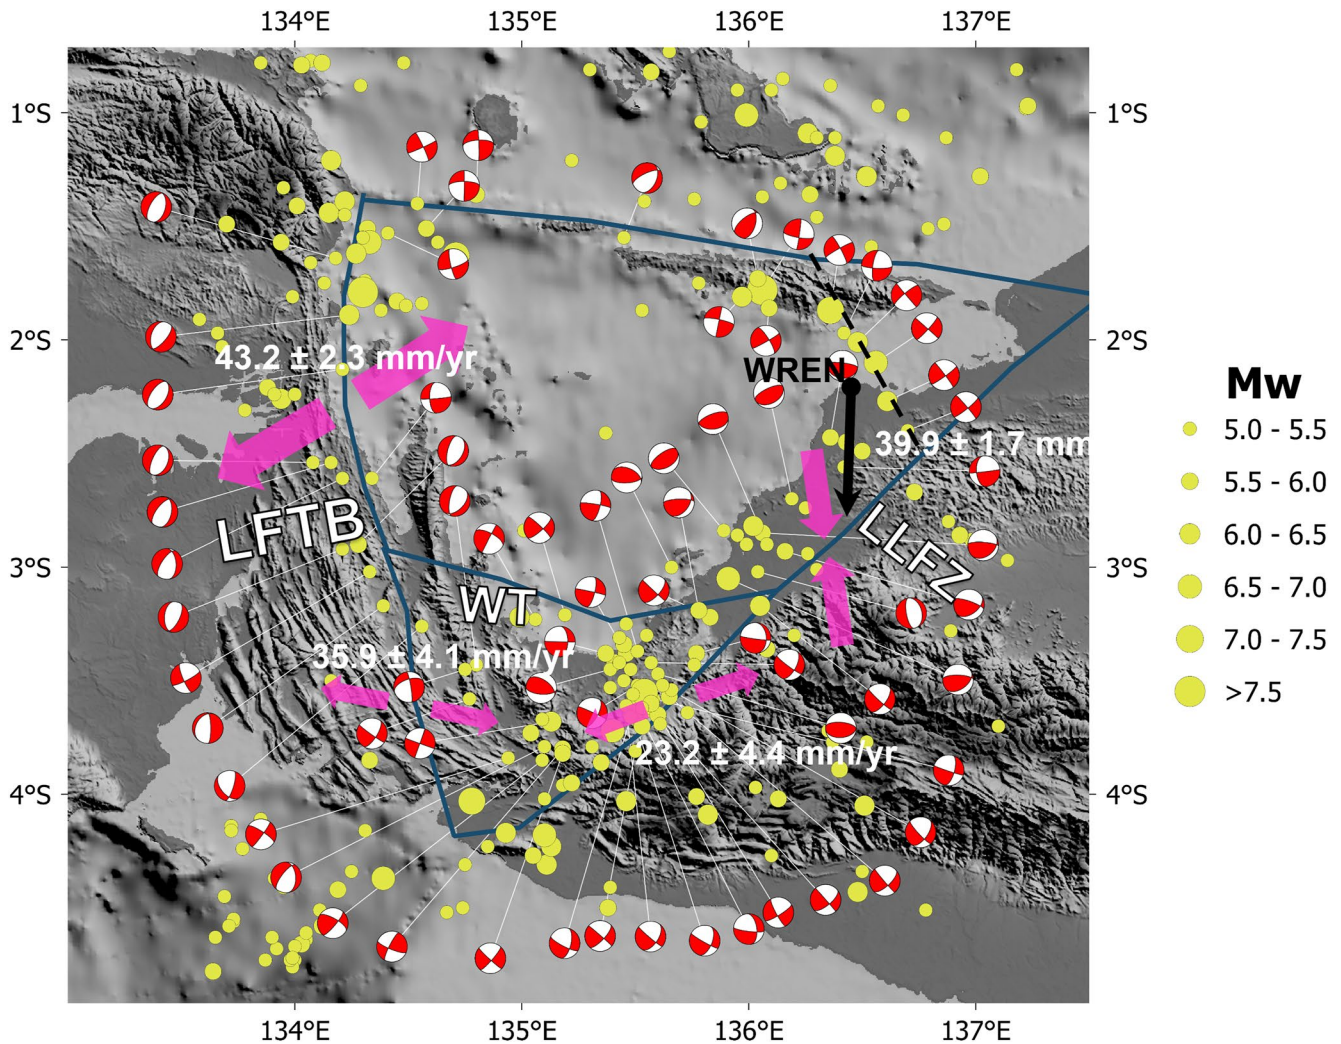 134°E 135°E 136°E 137°E
1°S 1°S
2°S 2°S
43.2 ± 2.3 mm/yr
WREN
Mw
5.0 - 5.5
39.9 ± 1.7 mm
5.5 - 6.0
LFTB
LLFZ
6.0 - 6.5
3°S 3°S
6.5 - 7.0
WT
7.0 - 7.5
35.9 ± 4.1 mm/yr
>7.5
23.2 ± 4.4 mm/yr
4°S 4°S
134°E 135°E 136°E 137°E